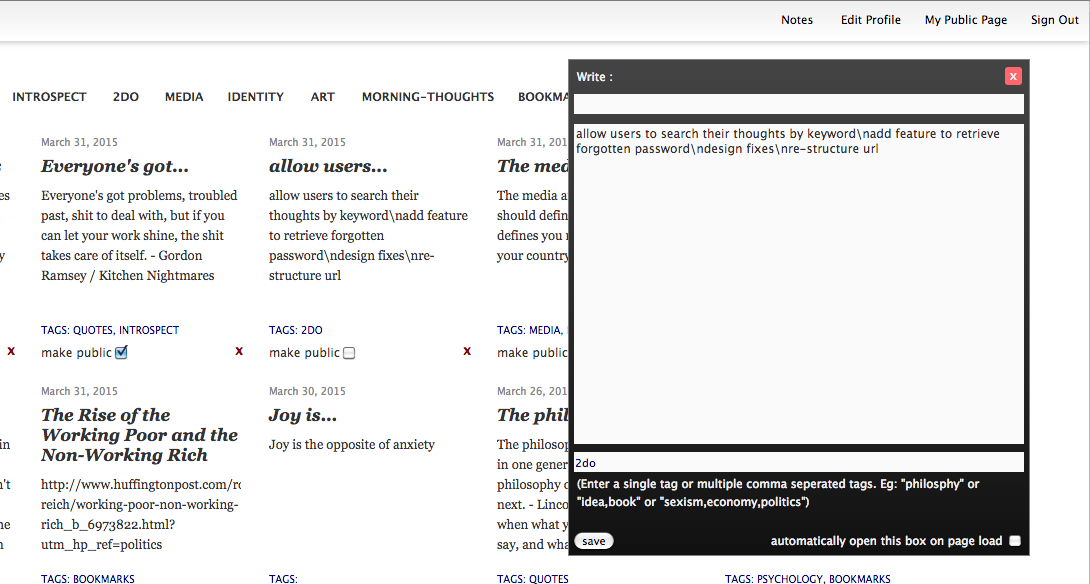 Notes Edit Profile My Public Page Sign Out
INTROSPECT 2DO MEDIA IDENTITY ART MORNING-THOUGHTS BOOKMA
March 31, 2015
Everyone's got...
Everyone's got problems, troubled
past, shit to deal with, but if you
can let your work shine, the shit
takes care of itself. - Gordon
Ramsey / Kitchen Nightmares
TAGS: QUOTES, INTROSPECT
x
make public
x
March 31, 2015
allow users...
allow users to search their
thoughts by keyword\nadd feature
to retrieve forgotten
password\ndesign fixes\nre-
structure url
TAGS: 2DO
make public
x
March 31, 201
The med
The media a
should defin
defines you
your country
TAGS: MEDIA,
make public
March 31, 2015
The Rise of the
Working Poor and the
Non-Working Rich
http://www.huffingtonpost.com/ro
reich/working-poor-non-working-
rich_b_6973822.html?
utm_hp_ref=politics
TAGS: BOOKMARKS
March 30, 2015
Joy is...
Joy is the opposite of anxiety
TAGS:
March 26, 201
The phil
The philosop
in one gener
philosophy o
next. - Linco
when what y
say, and wha
TAGS: QUOTES
TAGS: PSYCHOLOGY, BOOKMARKS
Write :
x
allow users to search their thoughts by keyword\nadd feature to retrieve
forgotten password\ndesign fixes\nre-structure url
2do
(Enter a single tag or multiple comma seperated tags. Eg: "philosphy" or
"idea,book" or "sexism,economy,politics")
save
automatically open this box on page load